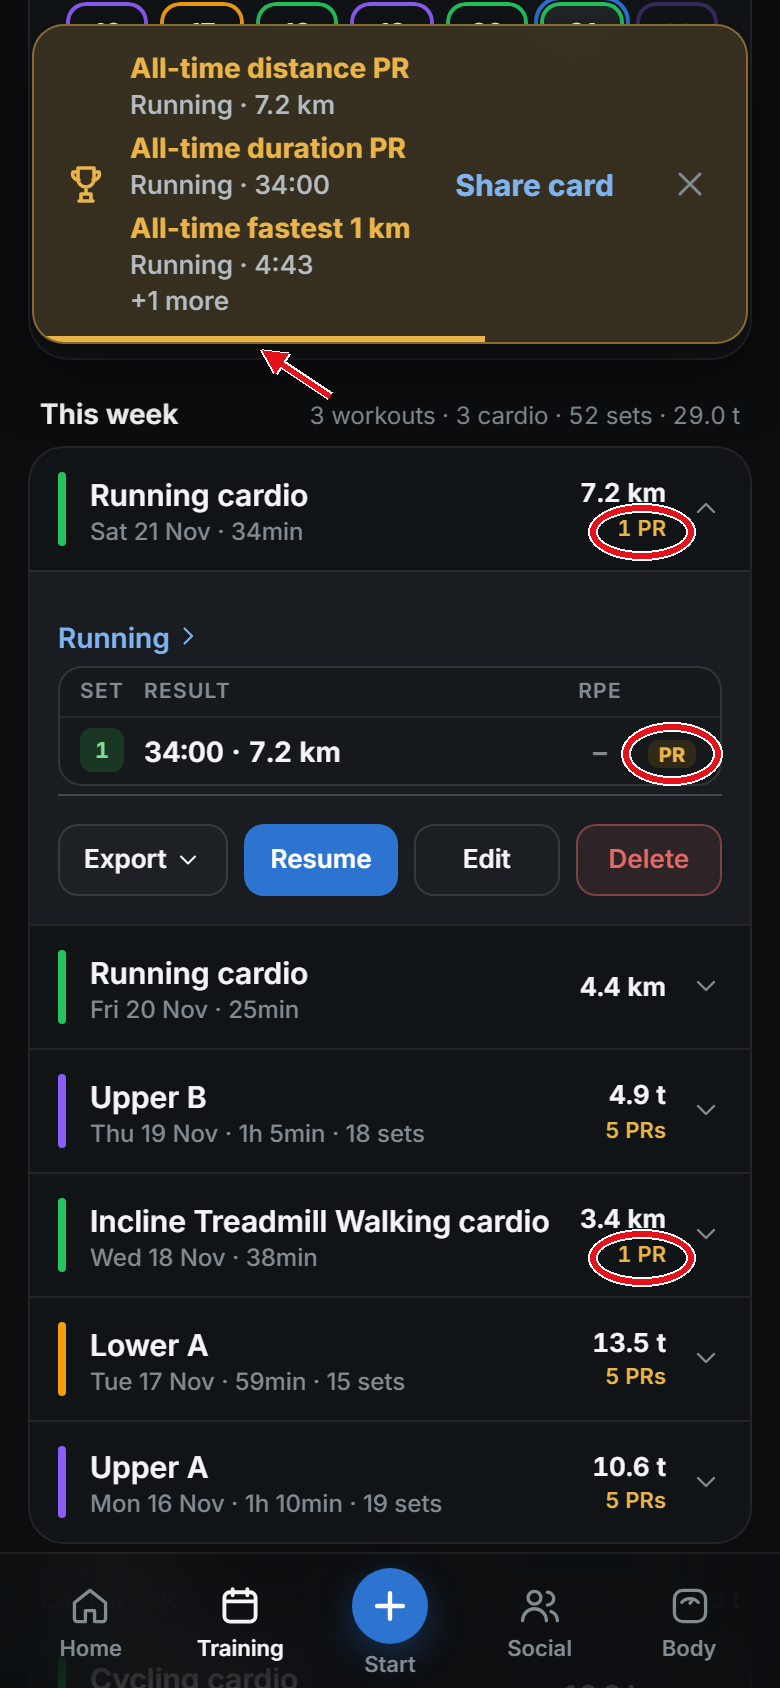 All-time distance PR
Running · 7.2 km
All-time duration PR
Running · 34:00
All-time fastest 1 km
Running · 4:43
+1 more
Share card
This week
3 workouts · 3 cardio · 52 sets · 29.0 t
Running cardio
7.2 km
Sat 21 Nov · 34min
1 PR
Running
SET RESULT RPE
1 34:00 · 7.2 km – PR
Export Resume Edit Delete
Running cardio
4.4 km
Fri 20 Nov · 25min
Upper B
4.9 t
Thu 19 Nov · 1h 5min · 18 sets
5 PRs
Incline Treadmill Walking cardio
3.4 km
Wed 18 Nov · 38min
1 PR
Lower A
13.5 t
Tue 17 Nov · 59min · 15 sets
5 PRs
Upper A
10.6 t
Mon 16 Nov · 1h 10min · 19 sets
5 PRs
Home Training Start Social Body
Cycling cardio